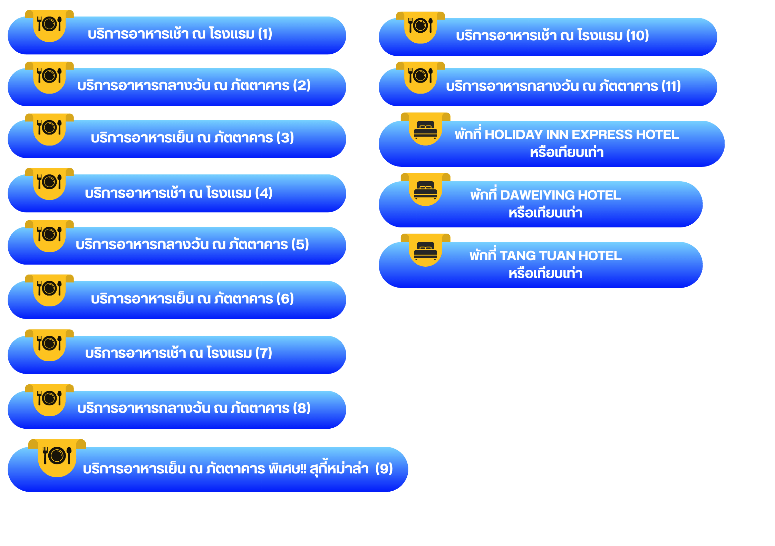 บริการอาหารเช้า ณ โรงแรม (1)
บริการอาหารกลางวัน ณ ภัตตาคาร (2)
บริการอาหารเย็น ณ ภัตตาคาร (3)
บริการอาหารเช้า ณ โรงแรม (4)
บริการอาหารกลางวัน ณ ภัตตาคาร (5)
บริการอาหารเย็น ณ ภัตตาคาร (6)
บริการอาหารเช้า ณ โรงแรม (7)
บริการอาหารกลางวัน ณ ภัตตาคาร (8)
บริการอาหารเย็น ณ ภัตตาคาร พิเศษ!! สุกี้หม่าล่า (9)
บริการอาหารเช้า ณ โรงแรม (10)
บริการอาหารกลางวัน ณ ภัตตาคาร (11)
พักที่ HOLIDAY INN EXPRESS HOTEL
หรือเทียบเท่า
พักที่ DAWEIYING HOTEL
หรือเทียบเท่า
พักที่ TANG TUAN HOTEL
หรือเทียบเท่า